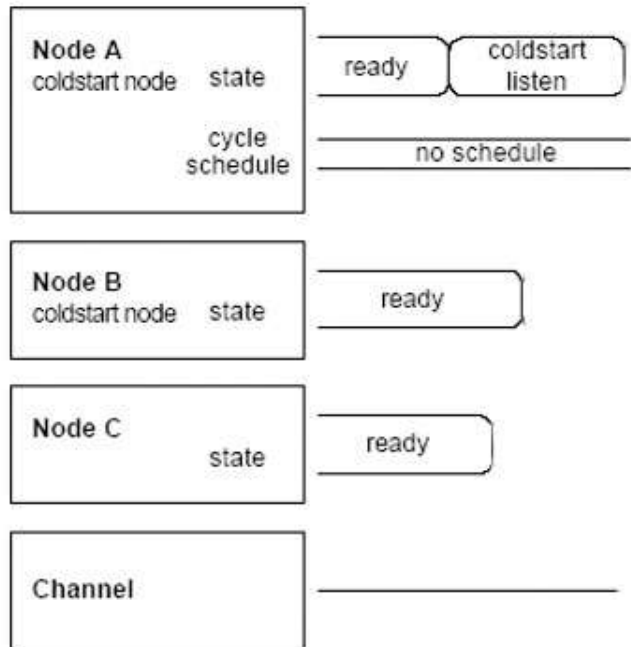 Node A
coldstart node
state
ready
coldstart
listen
cycle
schedule
no schedule
Node B
coldstart node
state
ready
Node C
state
ready
Channel